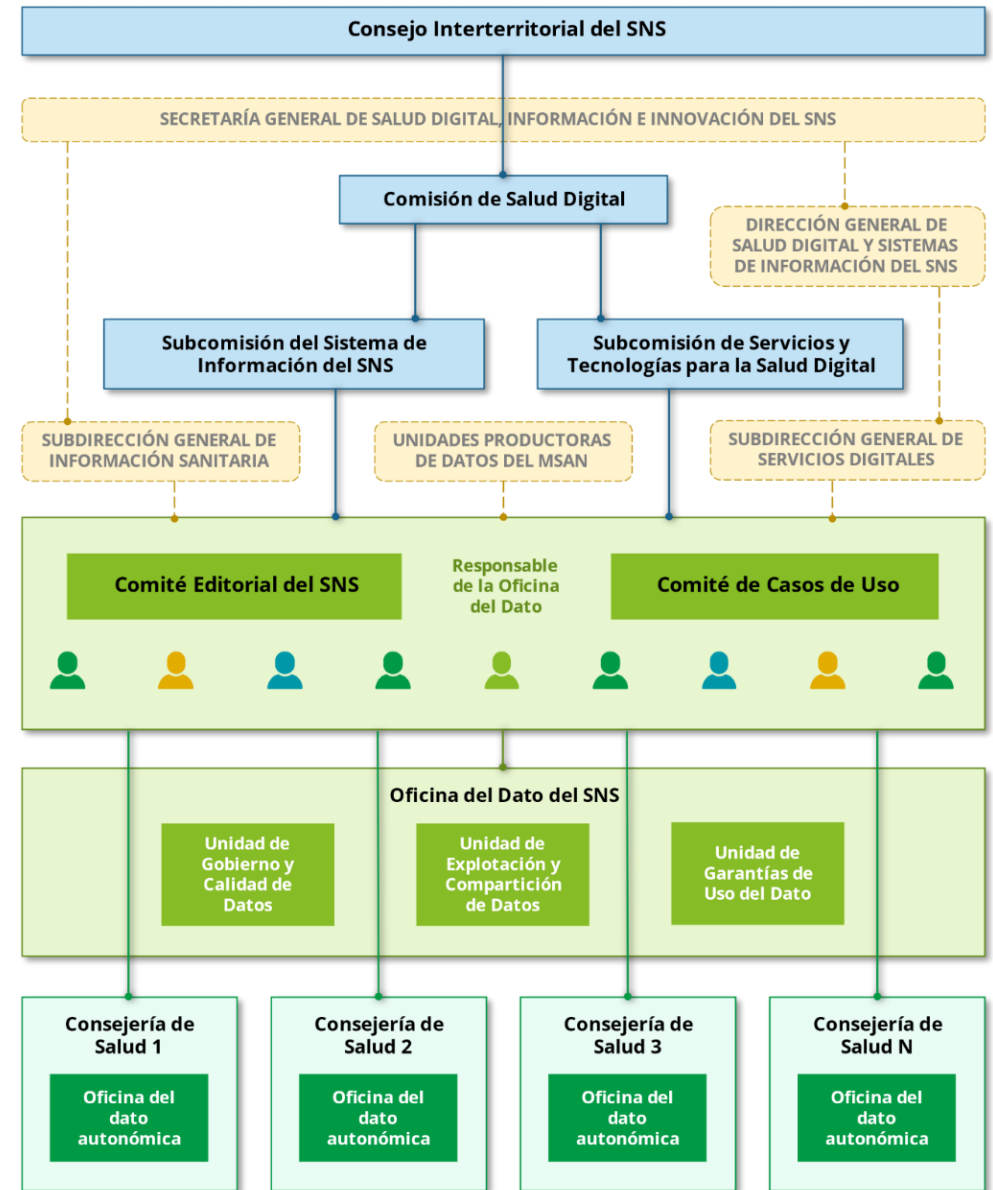 Consejo Interterritorial del SNS
SECRETARÍA GENERAL DE SALUD DIGITAL, INFORMACIÓN E INNOVACIÓN DEL SNS
Comisión de Salud Digital
DIRECCIÓN GENERAL DE
SALUD DIGITAL Y SISTEMAS
DE INFORMACIÓN DEL SNS
Subcomisión del Sistema de
Información del SNS
Subcomisión de Servicios y
Tecnologías para la Salud Digital
SUBDIRECCIÓN GENERAL DE
INFORMACIÓN SANITARIA
UNIDADES PRODUCTORAS
DE DATOS DEL MSAN
SUBDIRECCIÓN GENERAL DE
SERVICIOS DIGITALES
Comité Editorial del SNS
Responsable
de la Oficina
del Dato
Comité de Casos de Uso
Oficina del Dato del SNS
Unidad de
Gobierno y
Calidad de
Datos
Unidad de
Explotación y
Compartición
de Datos
Unidad de
Garantías de
Uso del Dato
Consejería de
Salud 1
Oficina del
dato
autonómica
Consejería de
Salud 2
Oficina del
dato
autonómica
Consejería de
Salud 3
Oficina del
dato
autonómica
Consejería de
Salud N
Oficina del
dato
autonómica